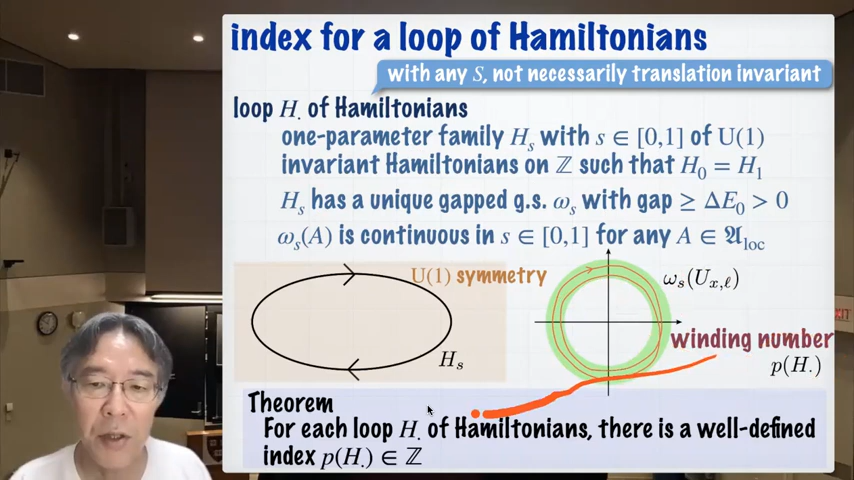 index for a loop of Hamiltonians
with any S, not necessarily translation invariant
loop H. of Hamiltonians
one-parameter family Hₛ with s ∈ [0,1] of U(1)
invariant Hamiltonians on ℤ such that H₀ = H₁
Hₛ has a unique gapped g.s. ωₛ with gap ≥ ΔE₀ > 0
ωₛ(A) is continuous in s ∈ [0,1] for any A ∈ 𝔄_loc
U(1) symmetry
ωₛ(U_{x,ℓ})
Hₛ
winding number
p(H.)
Theorem
For each loop H. of Hamiltonians, there is a well-defined
index p(H.) ∈ ℤ
EXIT